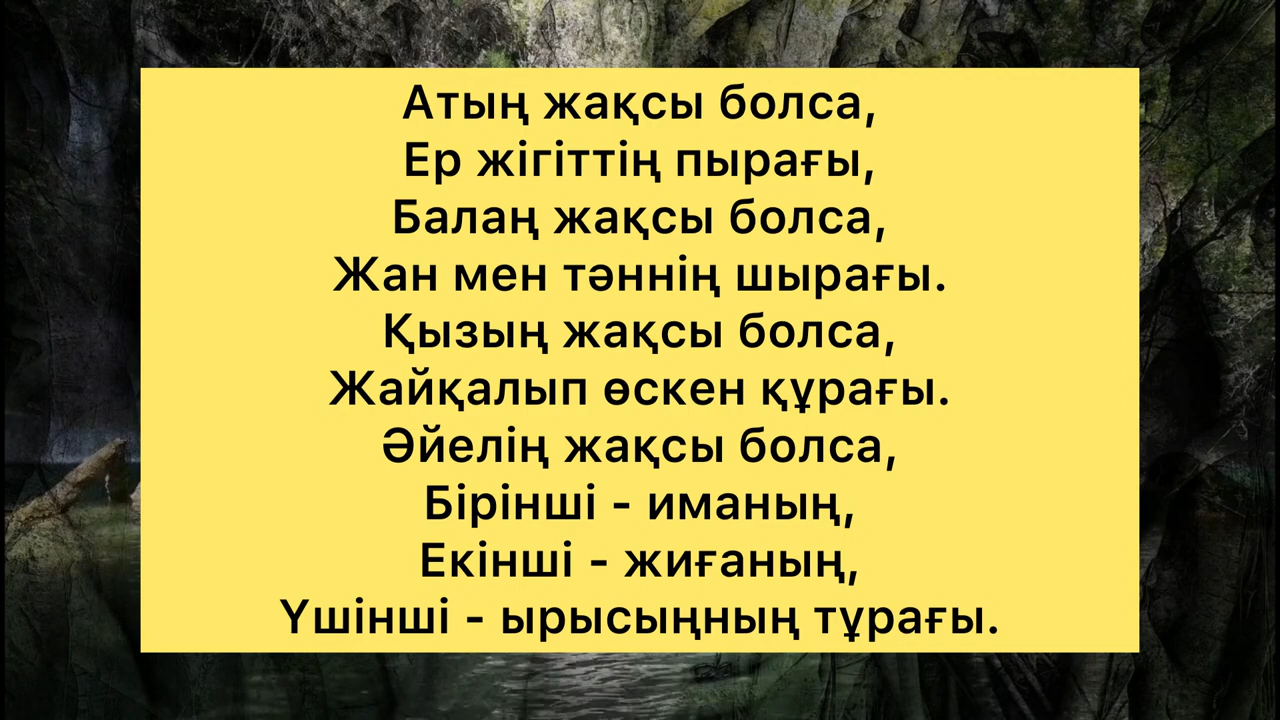 Атың жақсы болса,
Ер жігіттің пырағы,
Балаң жақсы болса,
Жан мен тәннің шырағы.
Қызың жақсы болса,
Жайқалып өскен құрағы.
Әйелің жақсы болса,
Бірінші - иманың,
Екінші - жиғаның,
Үшінші - ырысыңның тұрағы.